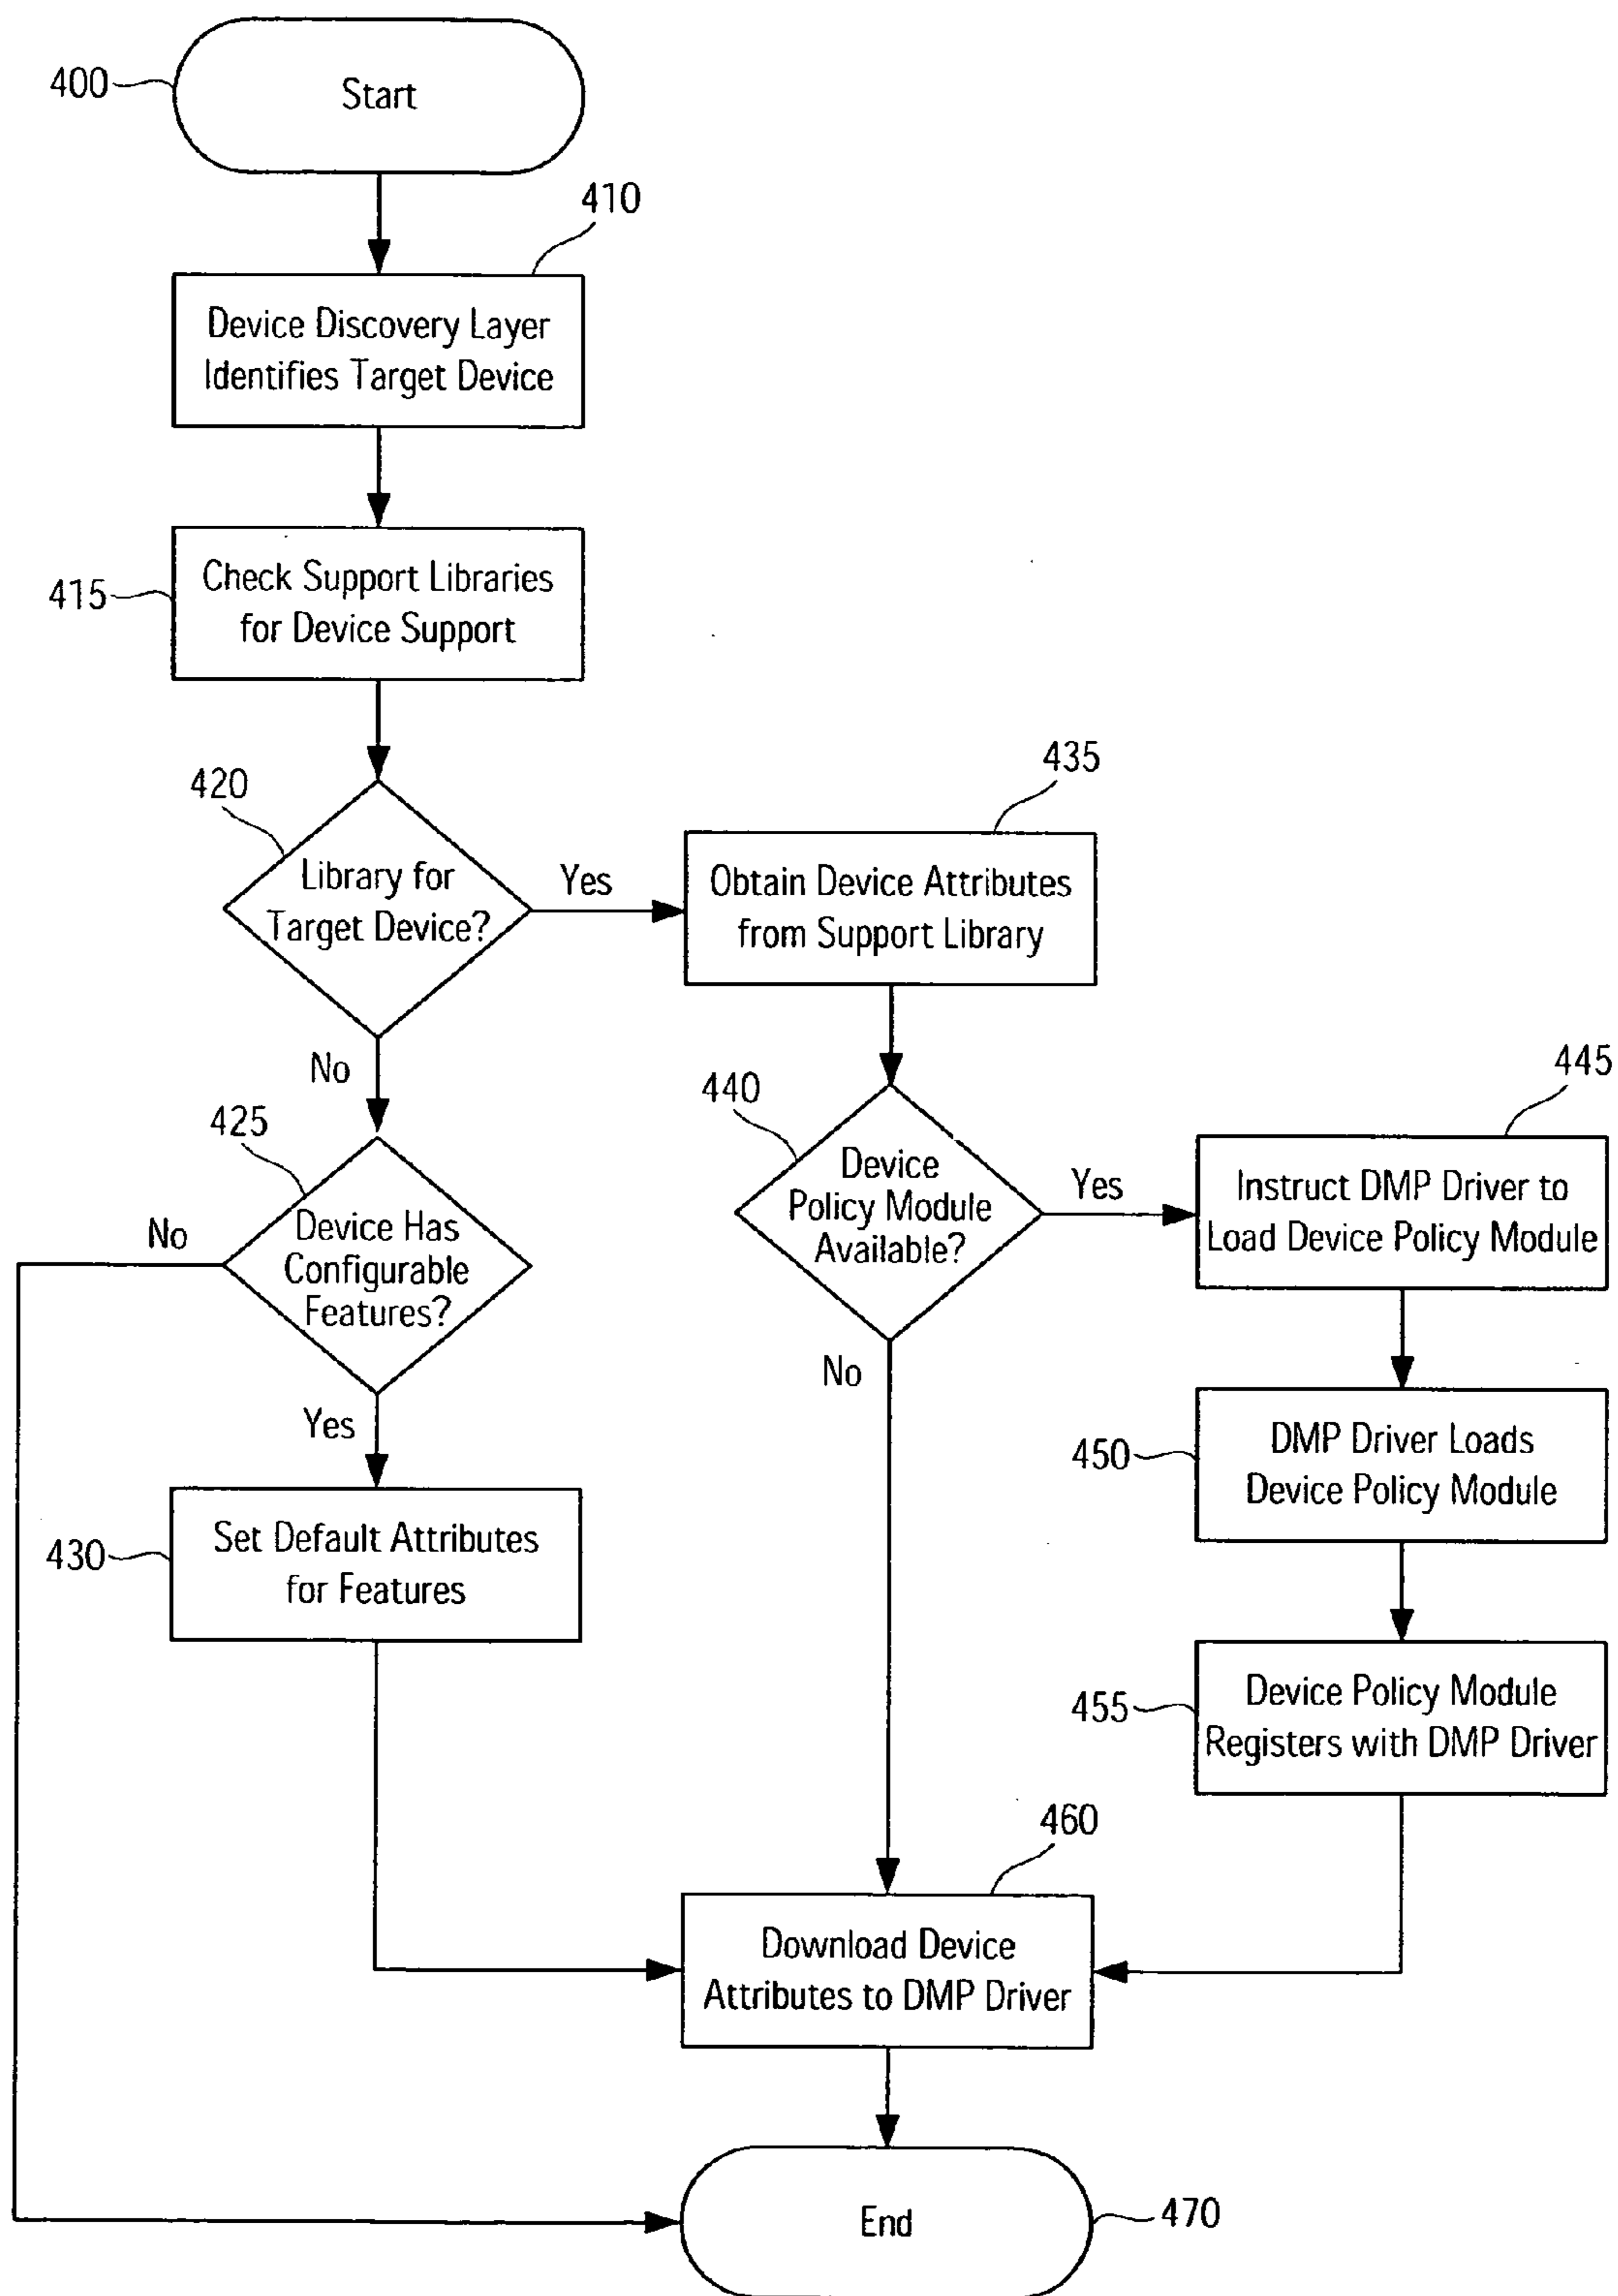 400
Start
410
Device Discovery Layer
Identifies Target Device
415
Check Support Libraries
for Device Support
420
Library for
Target Device?
Yes
No
435
Obtain Device Attributes
from Support Library
425
Device Has
Configurable
Features?
No
Yes
440
Device
Policy Module
Available?
Yes
No
445
Instruct DMP Driver to
Load Device Policy Module
430
Set Default Attributes
for Features
450
DMP Driver Loads
Device Policy Module
455
Device Policy Module
Registers with DMP Driver
460
Download Device
Attributes to DMP Driver
End
470